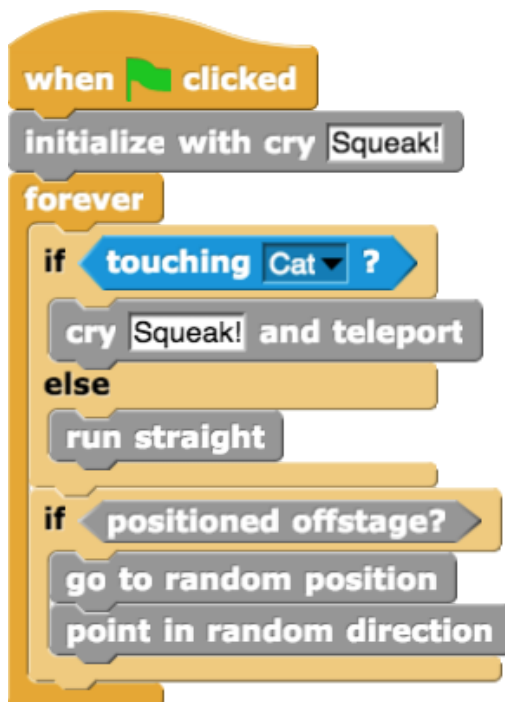 when clicked
initialize with cry Squeak!
forever
if touching Cat ?
cry Squeak! and teleport
else
run straight
if positioned offstage?
go to random position
point in random direction